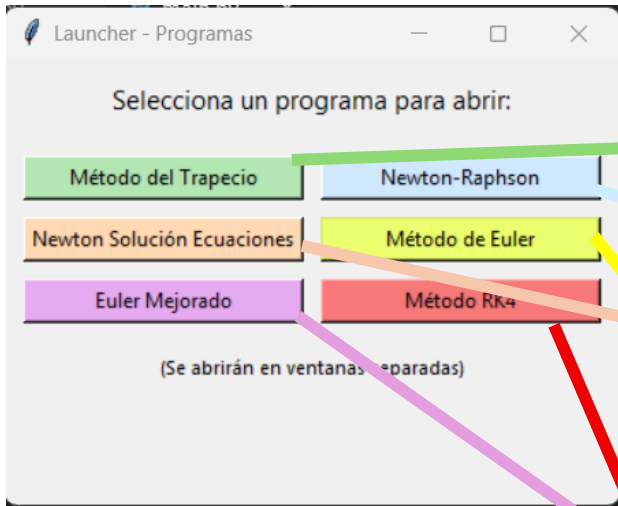 Launcher - Programas
Selecciona un programa para abrir:
Método del Trapecio
Newton-Raphson
Newton Solución Ecuaciones
Método de Euler
Euler Mejorado
Método RK4
(Se abrirán en ventanas separadas)